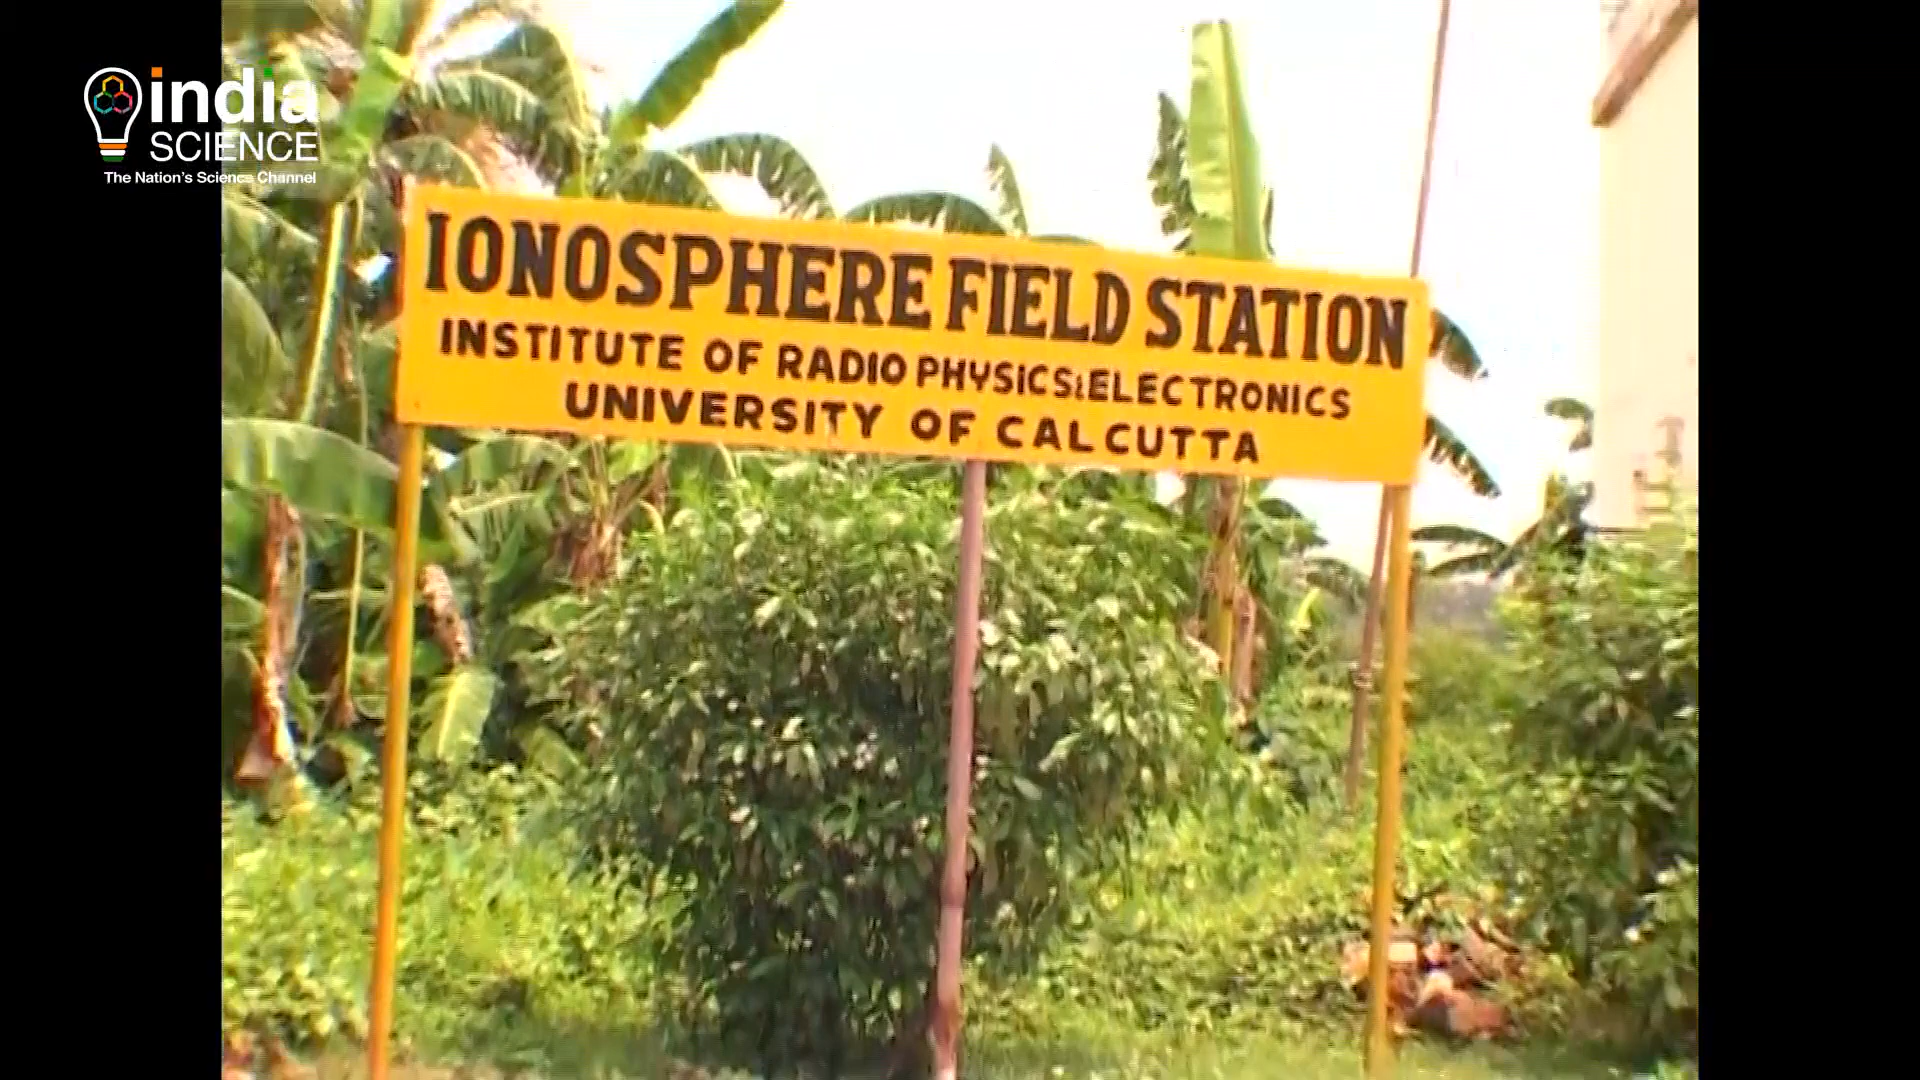 india
SCIENCE
The Nation's Science Channel
IONOSPHERE FIELD STATION
INSTITUTE OF RADIO PHYSICS & ELECTRONICS
UNIVERSITY OF CALCUTTA